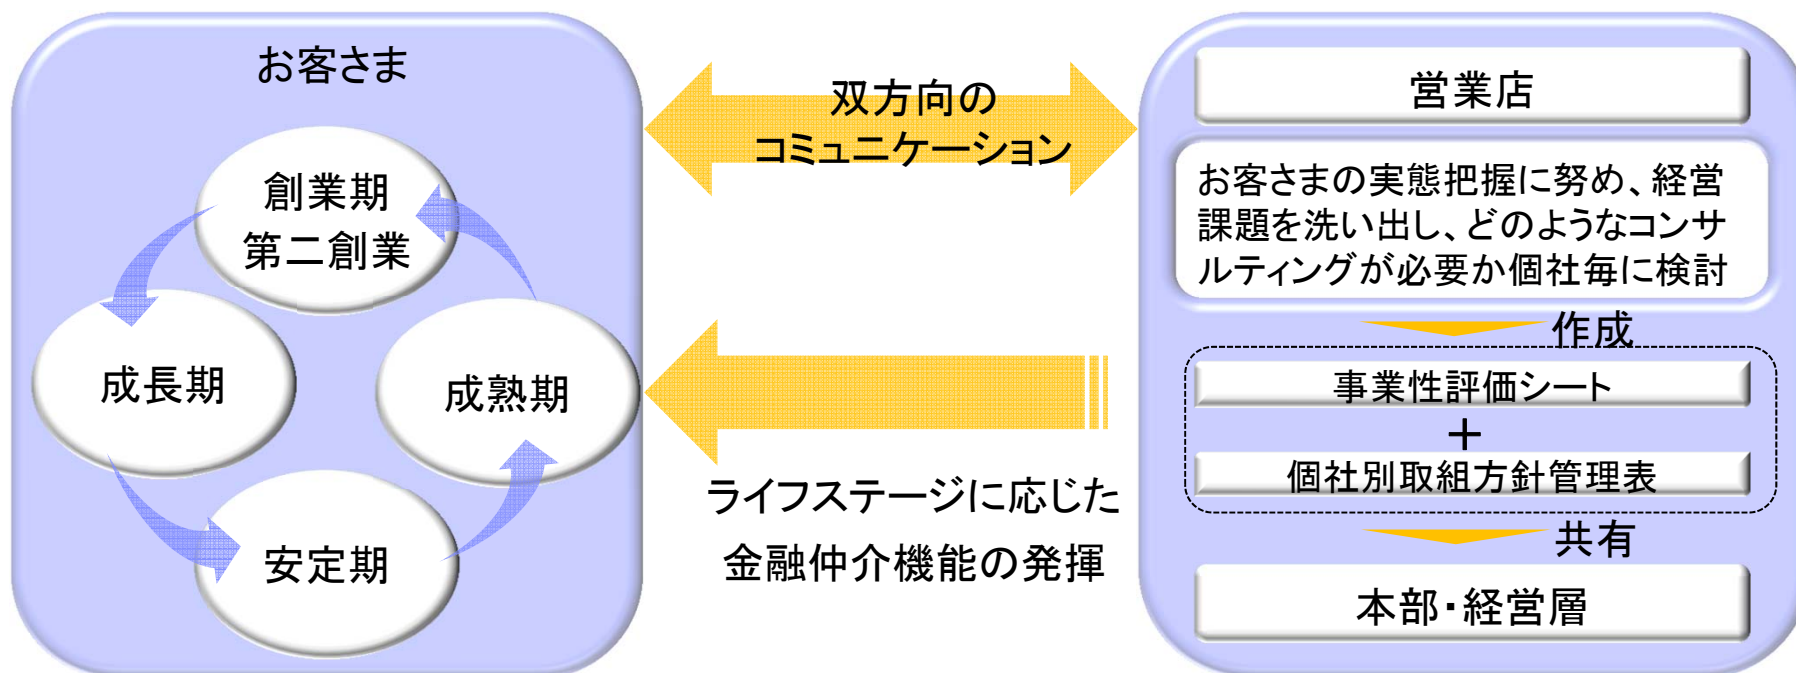 お客さま
創業期
第二創業
成長期
成熟期
安定期
双方向の
コミュニケーション
ライフステージに応じた
金融仲介機能の発揮
営業店
お客さまの実態把握に努め、経営
課題を洗い出し、どのようなコンサ
ルティングが必要か個社毎に検討
作成
事業性評価シート
＋
個社別取組方針管理表
共有
本部・経営層